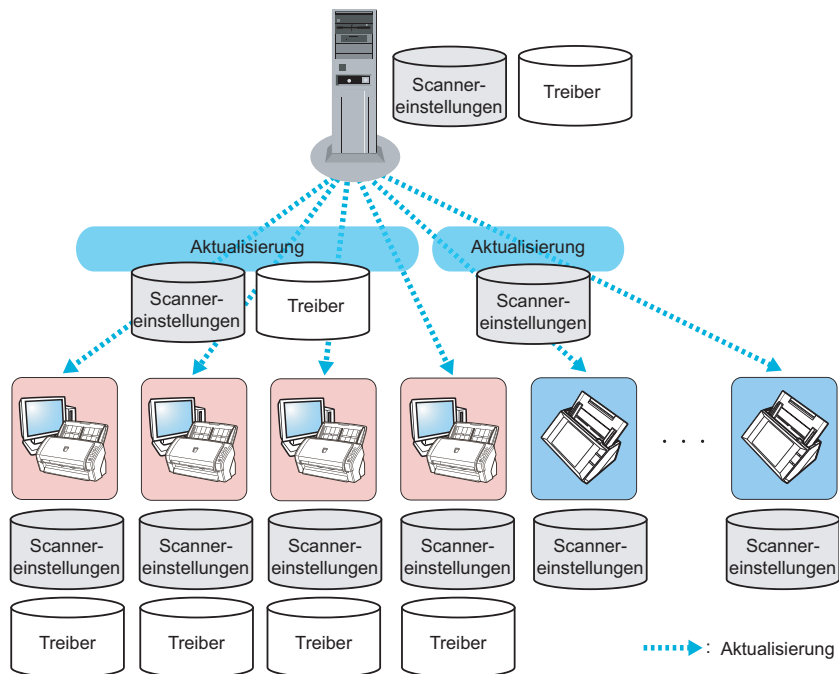 Scanner-
einstellungen
Treiber
Aktualisierung
Aktualisierung
Scanner-
einstellungen
Treiber
Scanner-
einstellungen
. . .
Scanner-
einstellungen
Scanner-
einstellungen
Scanner-
einstellungen
Scanner-
einstellungen
Scanner-
einstellungen
Scanner-
einstellungen
Treiber
Treiber
Treiber
Treiber
: Aktualisierung